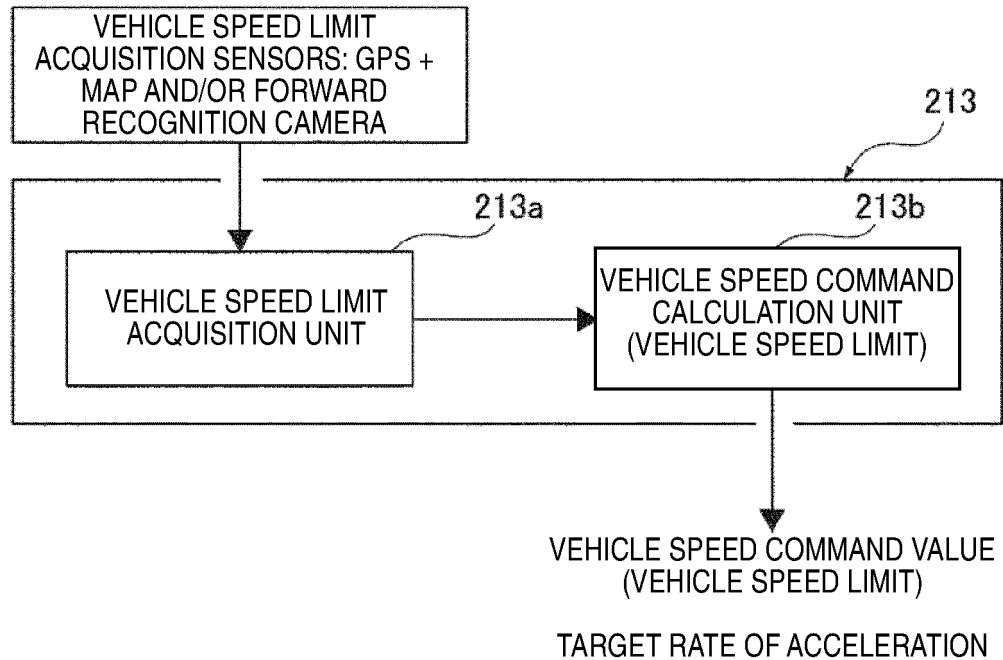 VEHICLE SPEED LIMIT
ACQUISITION SENSORS: GPS +
MAP AND/OR FORWARD
RECOGNITION CAMERA
213
213a
213b
VEHICLE SPEED LIMIT
ACQUISITION UNIT
VEHICLE SPEED COMMAND
CALCULATION UNIT
(VEHICLE SPEED LIMIT)
VEHICLE SPEED COMMAND VALUE
(VEHICLE SPEED LIMIT)
TARGET RATE OF ACCELERATION